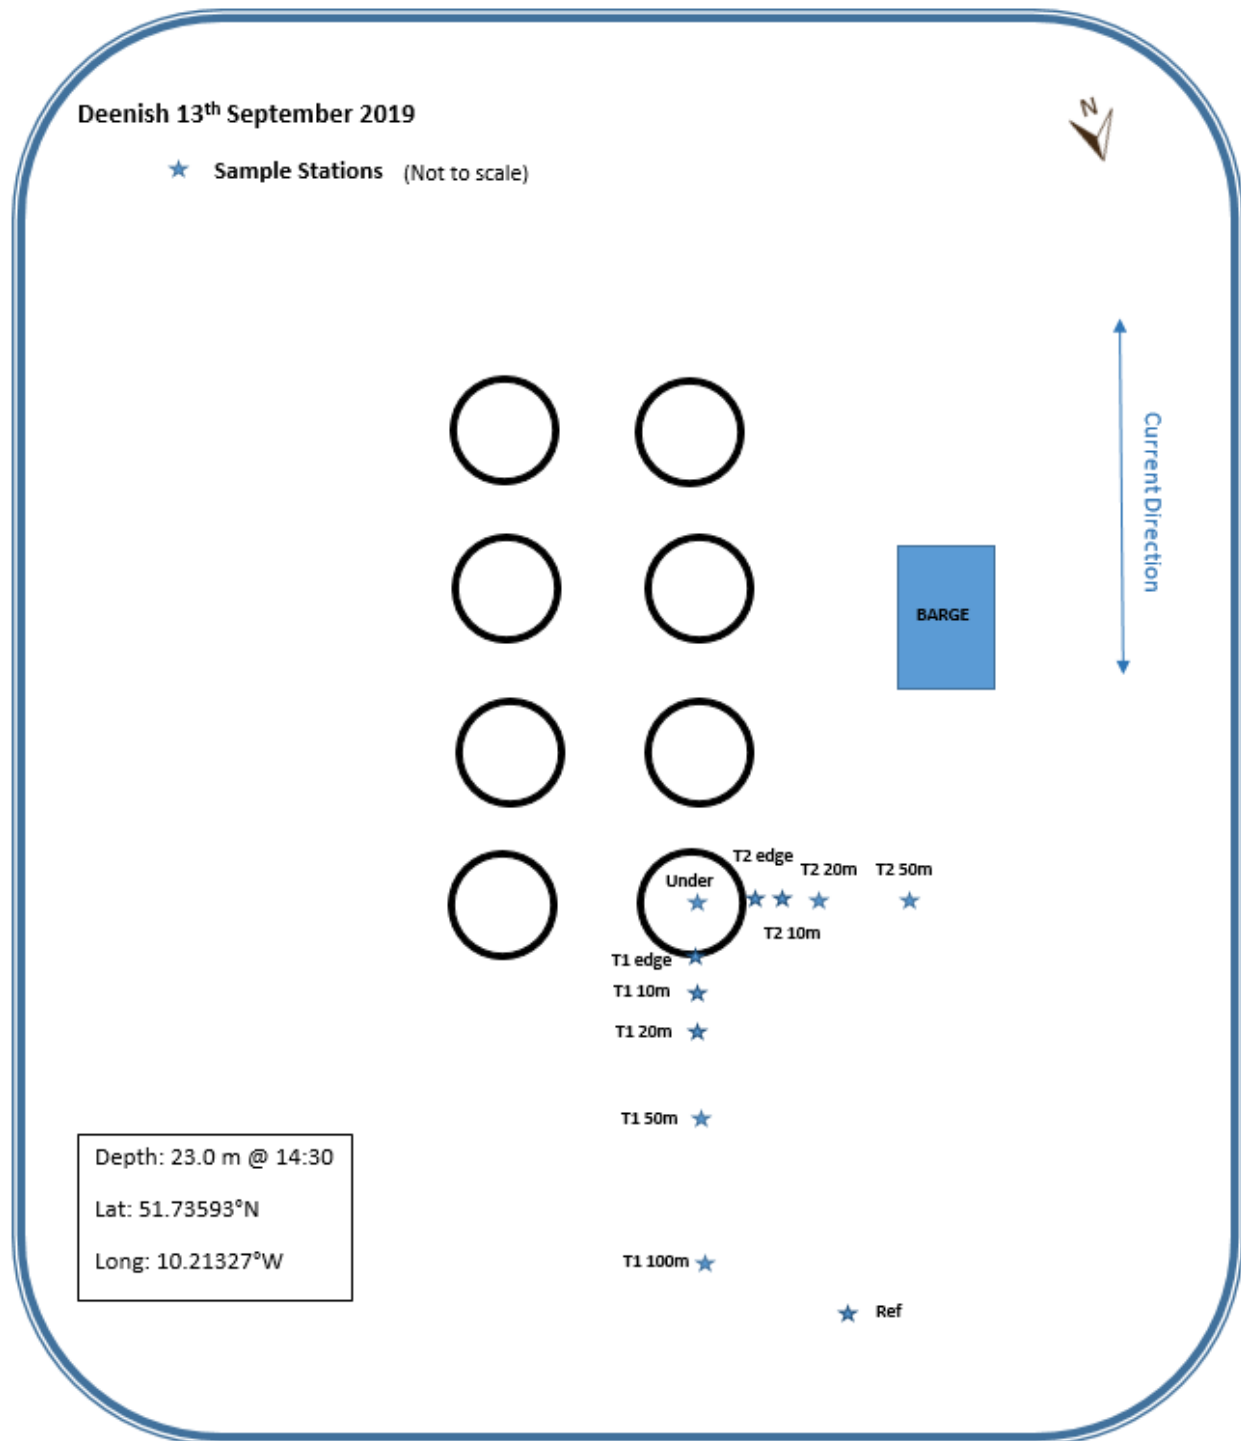 Deenish 13th September 2019
N
Sample Stations (Not to scale)
Current Direction
BARGE
T2 edge
Under
T2 20m
T2 50m
T2 10m
T1 edge
T1 10m
T1 20m
T1 50m
Depth: 23.0 m @ 14:30
Lat: 51.73593°N
Long: 10.21327°W
T1 100m
Ref